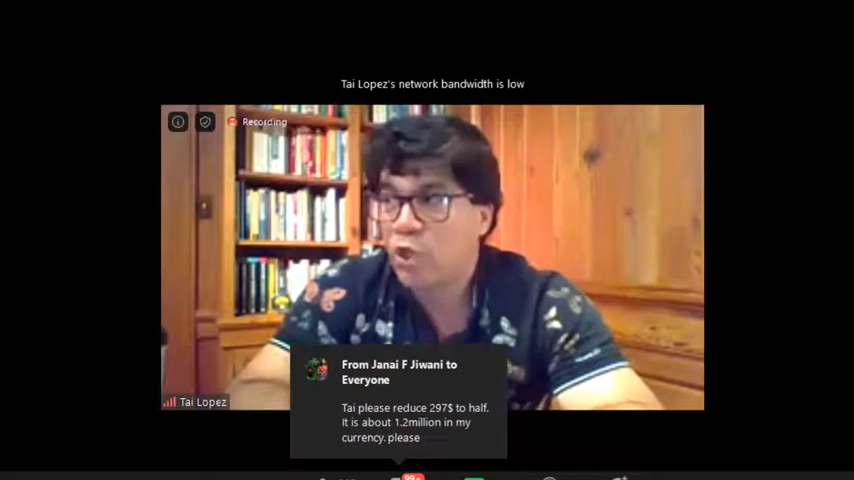 Tai Lopez's network bandwidth is low
Recording
From Janai F Jiwani to
Everyone
Tai please reduce 297$ to half.
It is about 1.2million in my
currency. please
Tai Lopez
99+